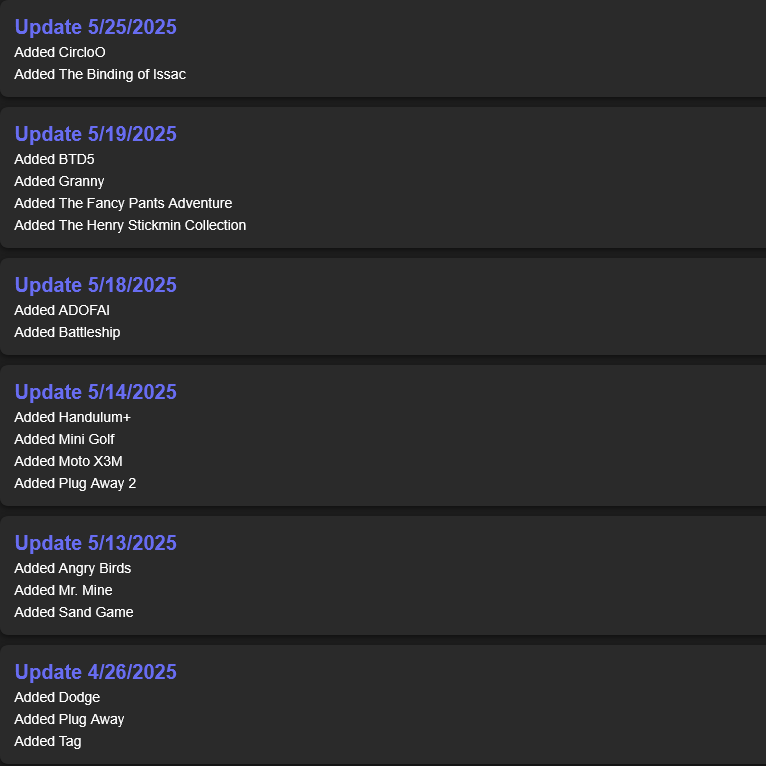 Update 5/25/2025
Added CircloO
Added The Binding of Issac
Update 5/19/2025
Added BTD5
Added Granny
Added The Fancy Pants Adventure
Added The Henry Stickmin Collection
Update 5/18/2025
Added ADOFAI
Added Battleship
Update 5/14/2025
Added Handulum+
Added Mini Golf
Added Moto X3M
Added Plug Away 2
Update 5/13/2025
Added Angry Birds
Added Mr. Mine
Added Sand Game
Update 4/26/2025
Added Dodge
Added Plug Away
Added Tag